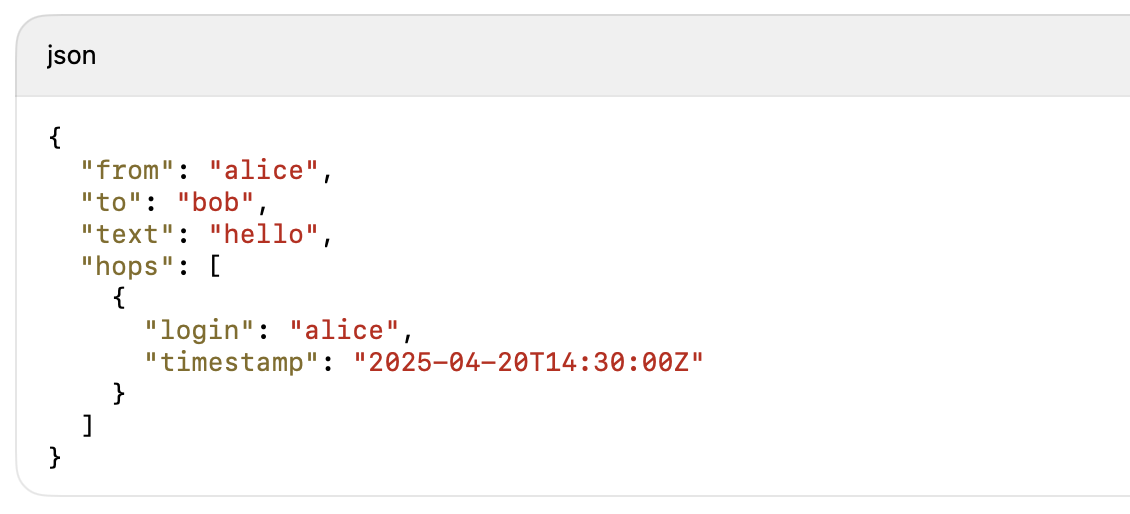 json
{
  "from": "alice",
  "to": "bob",
  "text": "hello",
  "hops": [
    {
      "login": "alice",
      "timestamp": "2025-04-20T14:30:00Z"
    }
  ]
}